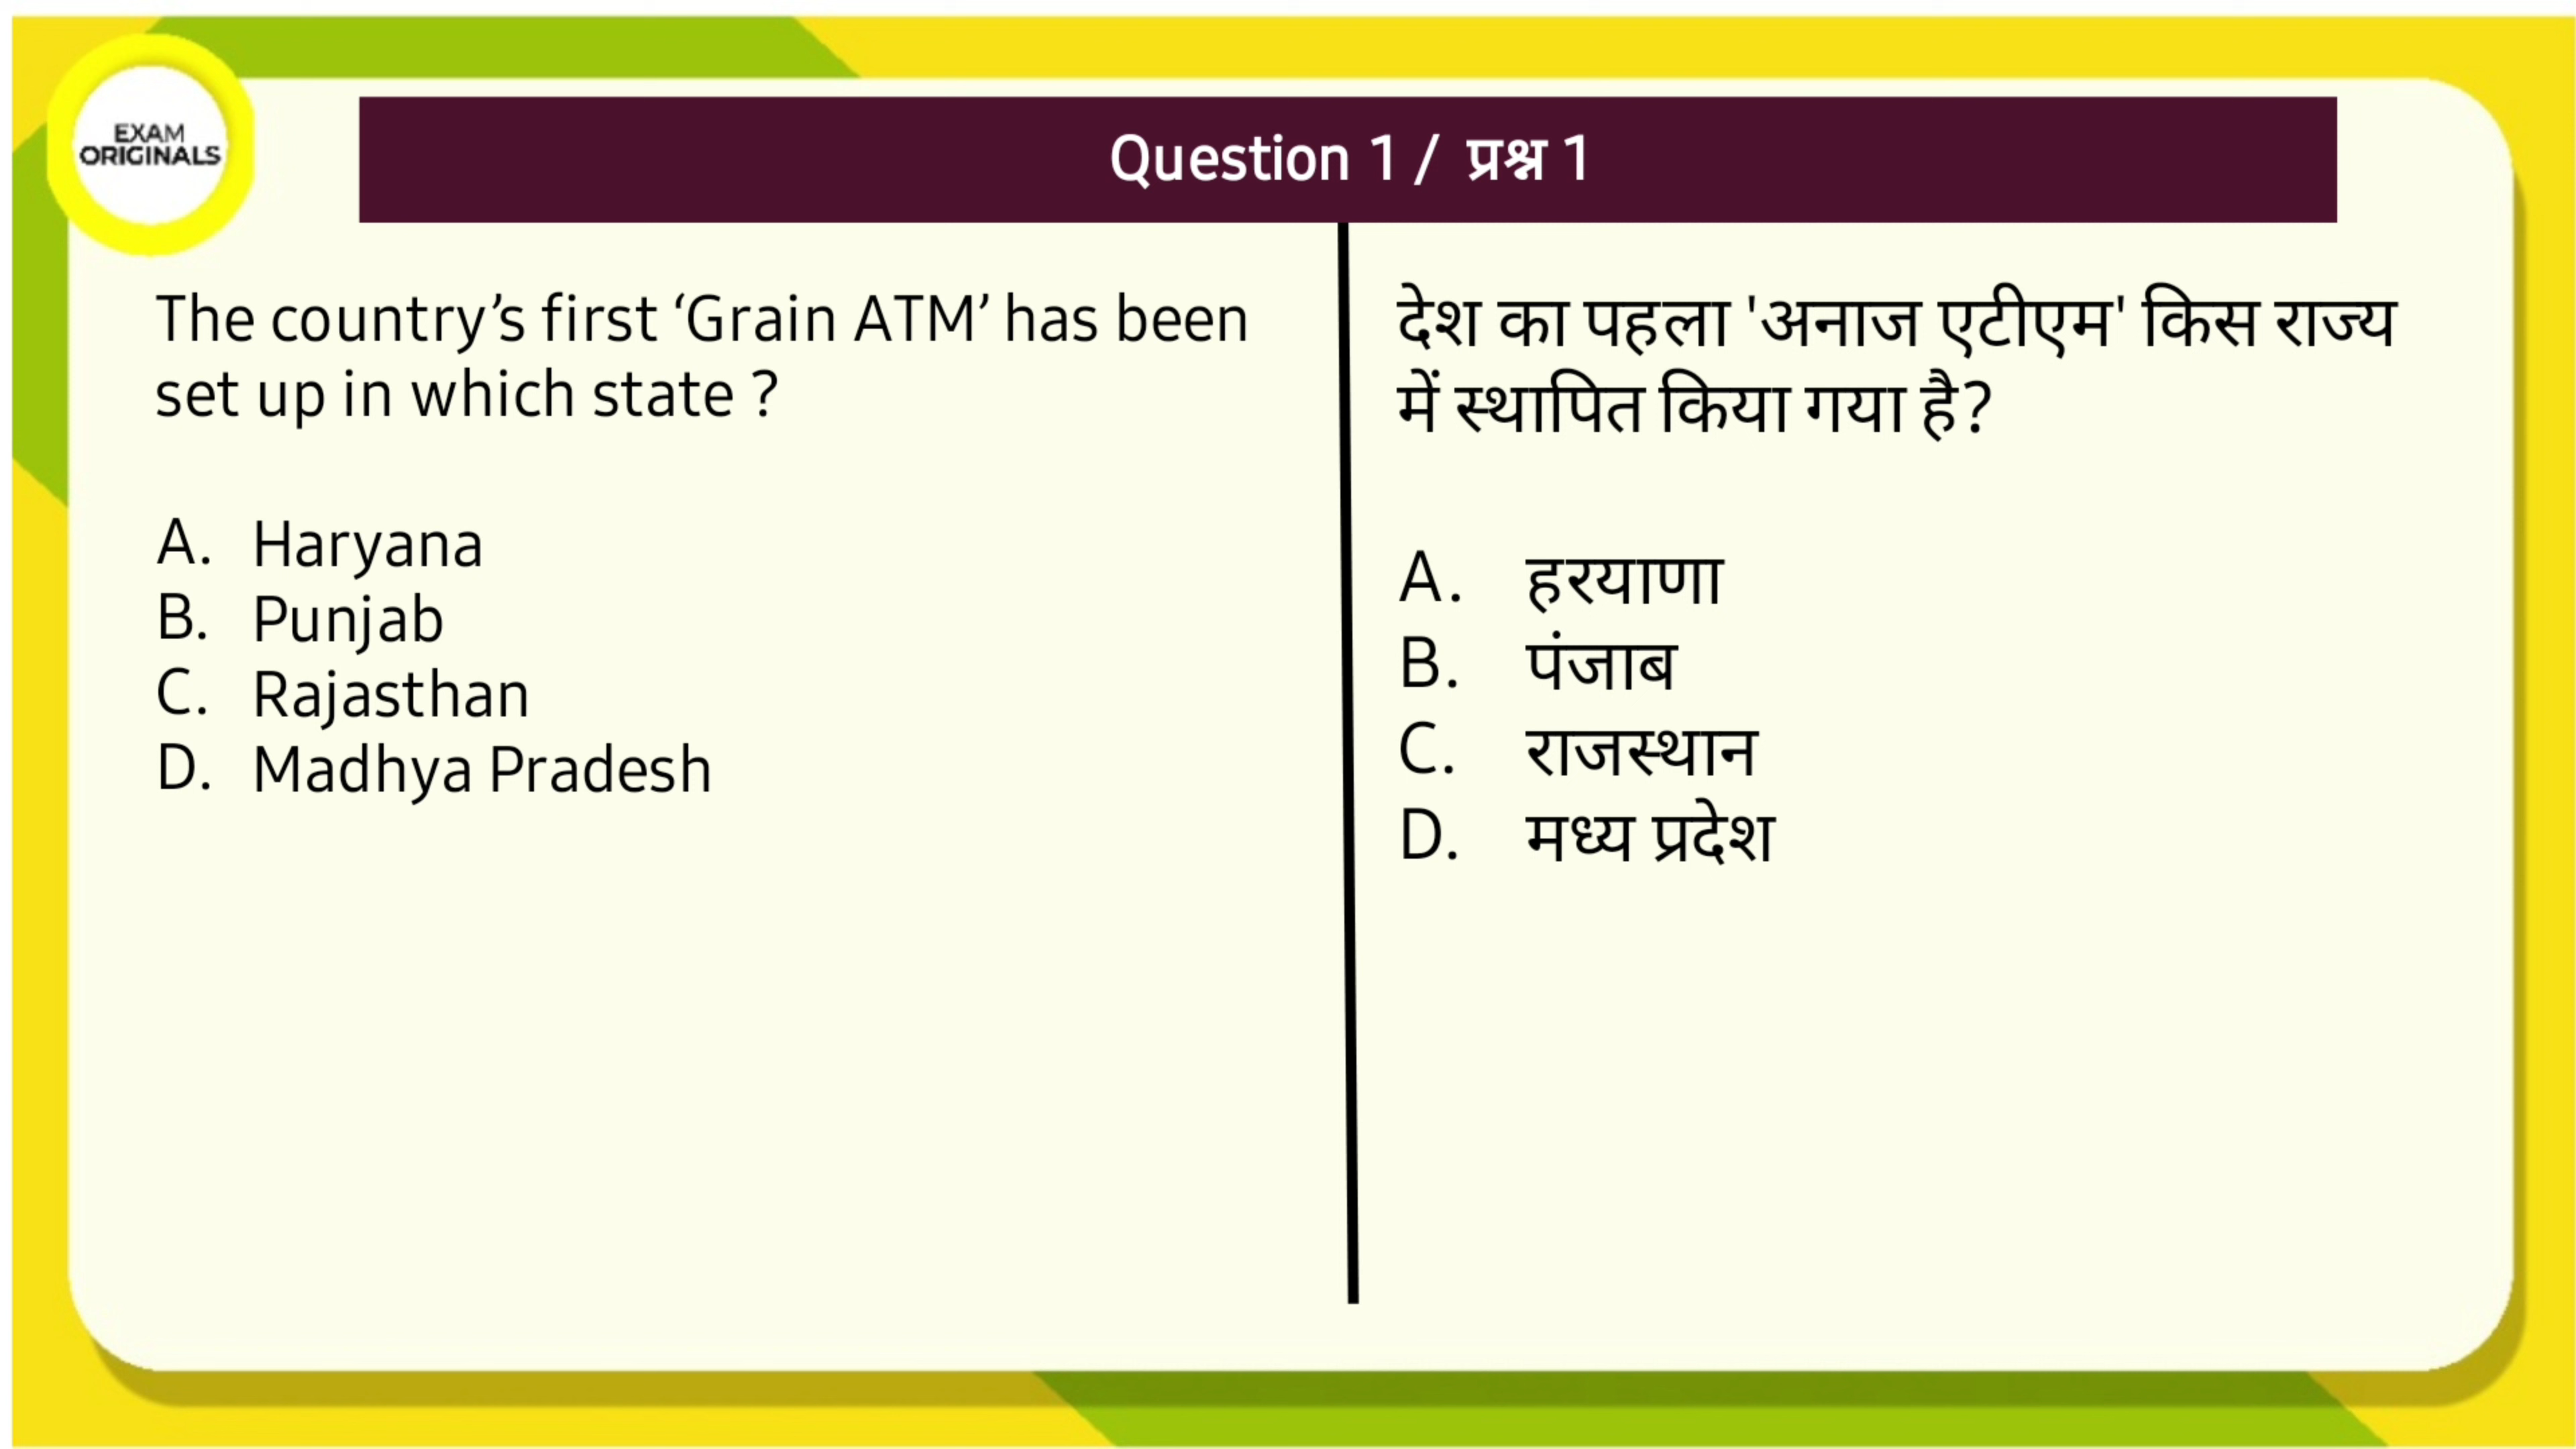 EXAM
ORIGINALS
Question 1 / प्रश्न 1
The country’s first ‘Grain ATM’ has been
set up in which state ?
A. Haryana
B. Punjab
C. Rajasthan
D. Madhya Pradesh
देश का पहला 'अनाज एटीएम' किस राज्य
में स्थापित किया गया है?
A. हरयाणा
B. पंजाब
C. राजस्थान
D. मध्य प्रदेश